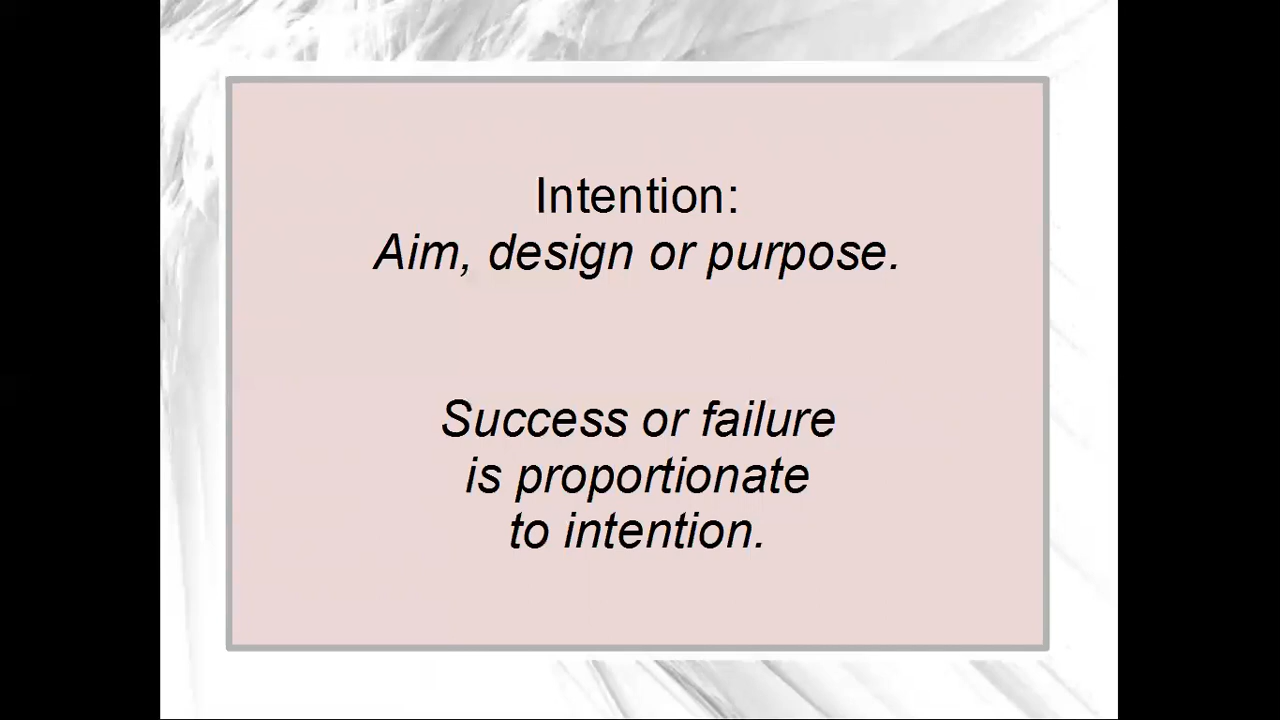 Intention:
Aim, design or purpose.
Success or failure
is proportionate
to intention.